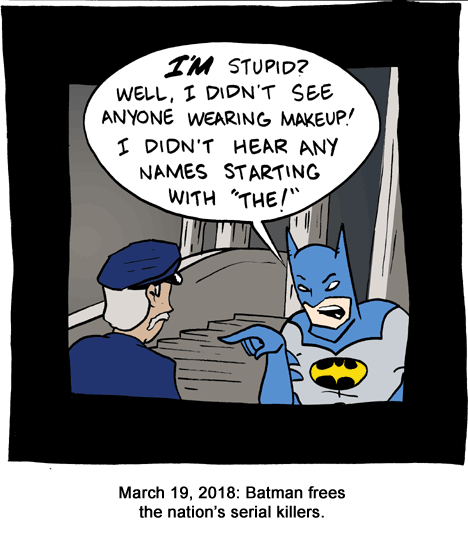 I'M STUPID?
WELL, I DIDN'T SEE
ANYONE WEARING MAKEUP!
I DIDN'T HEAR ANY
NAMES STARTING
WITH "THE!"
March 19, 2018: Batman frees
the nation's serial killers.